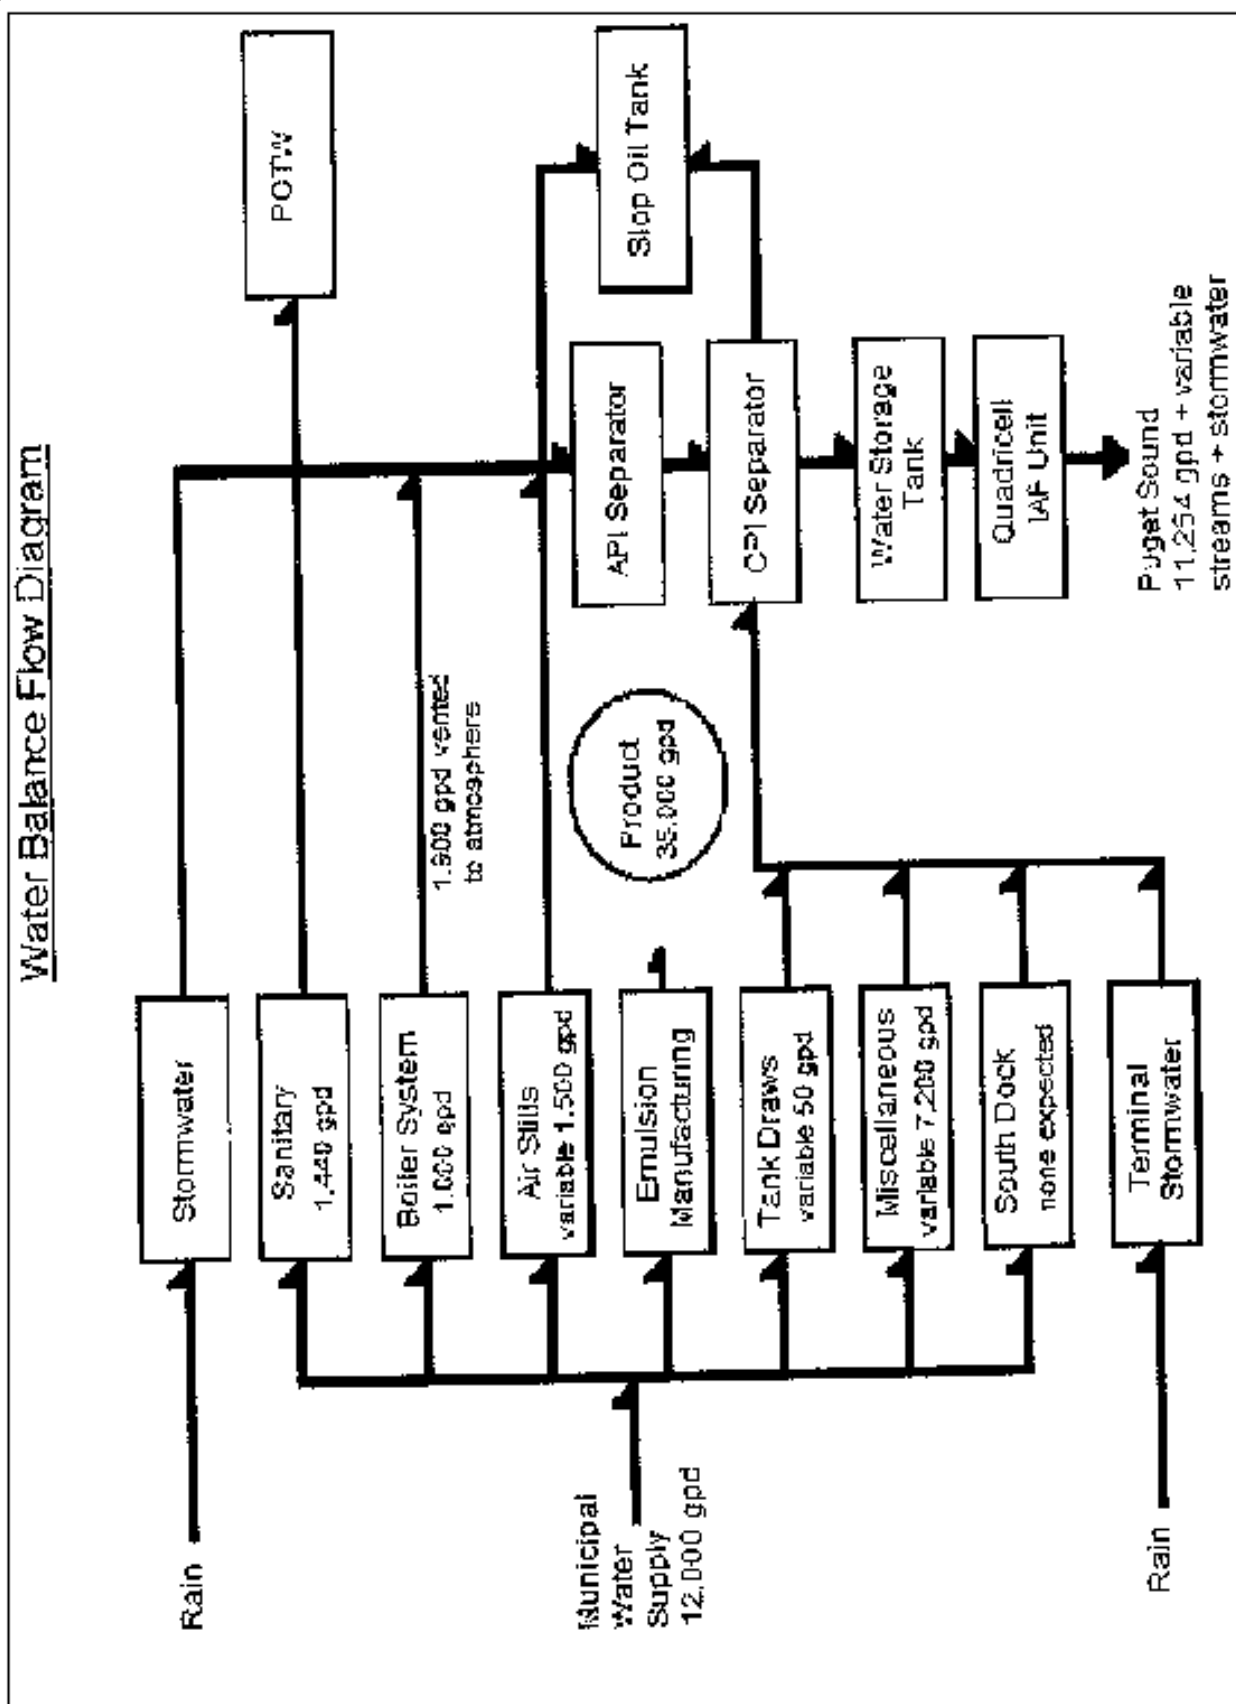 Water Balance Flow Diagram
Rain
Municipal
Water
Supply
12,000 gpd
Rain
Stormwater
Sanitary
1,440 gpd
Boiler System
1,000 gpd
Air Stills
variable 1,500 gpd
Emulsion
Manufacturing
Tank Draws
variable 50 gpd
Miscellaneous
variable 7,200 gpd
South Dock
none expected
Terminal
Stormwater
1,900 gpd vented
to atmosphere
Product
35,000 gpd
API Separator
CPI Separator
Water Storage
Tank
Quadricell
IAF Unit
POTW
Slop Oil Tank
Puget Sound
11,264 gpd + variable
streams + stormwater